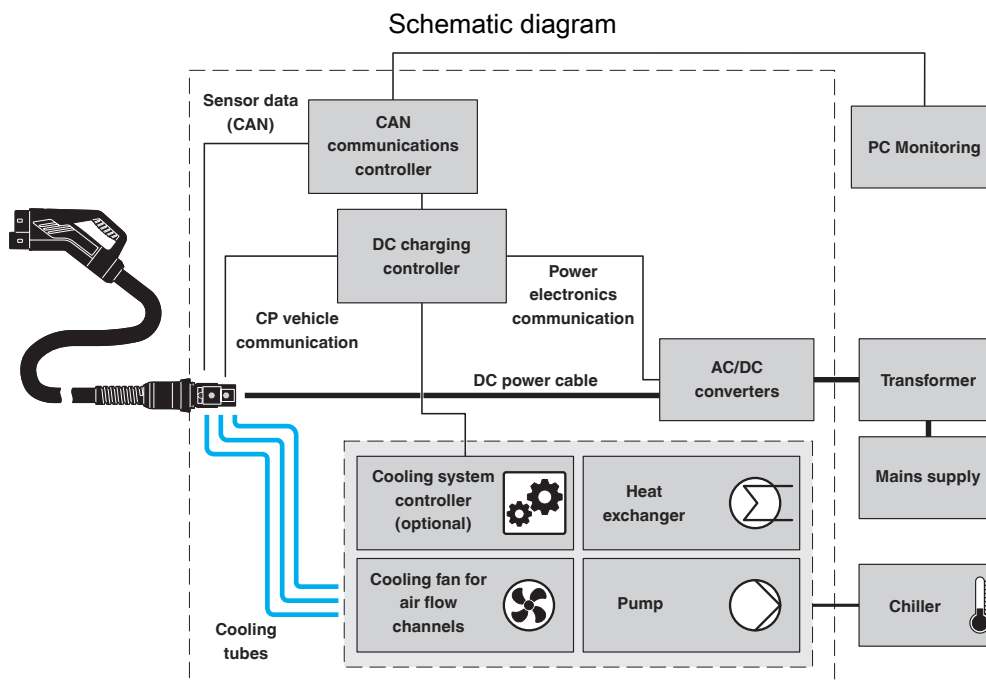 Schematic diagram
Sensor data
(CAN)
CAN
communications
controller
PC Monitoring
DC charging
controller
Power
electronics
communication
CP vehicle
communication
AC/DC
converters
Transformer
DC power cable
Mains supply
Cooling system
controller
(optional)
Heat
exchanger
Cooling fan for
air flow
channels
Pump
Chiller
Cooling
tubes